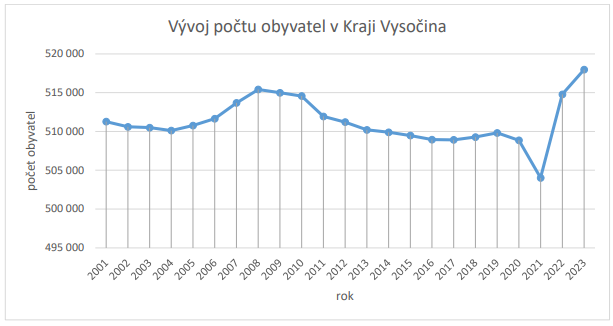 Vývoj počtu obyvatel v Kraji Vysočina
520 000
515 000
510 000
505 000
500 000
495 000
počet obyvatel
2001 2002 2003 2004 2005 2006 2007 2008 2009 2010 2011 2012 2013 2014 2015 2016 2017 2018 2019 2020 2021 2022 2023
rok